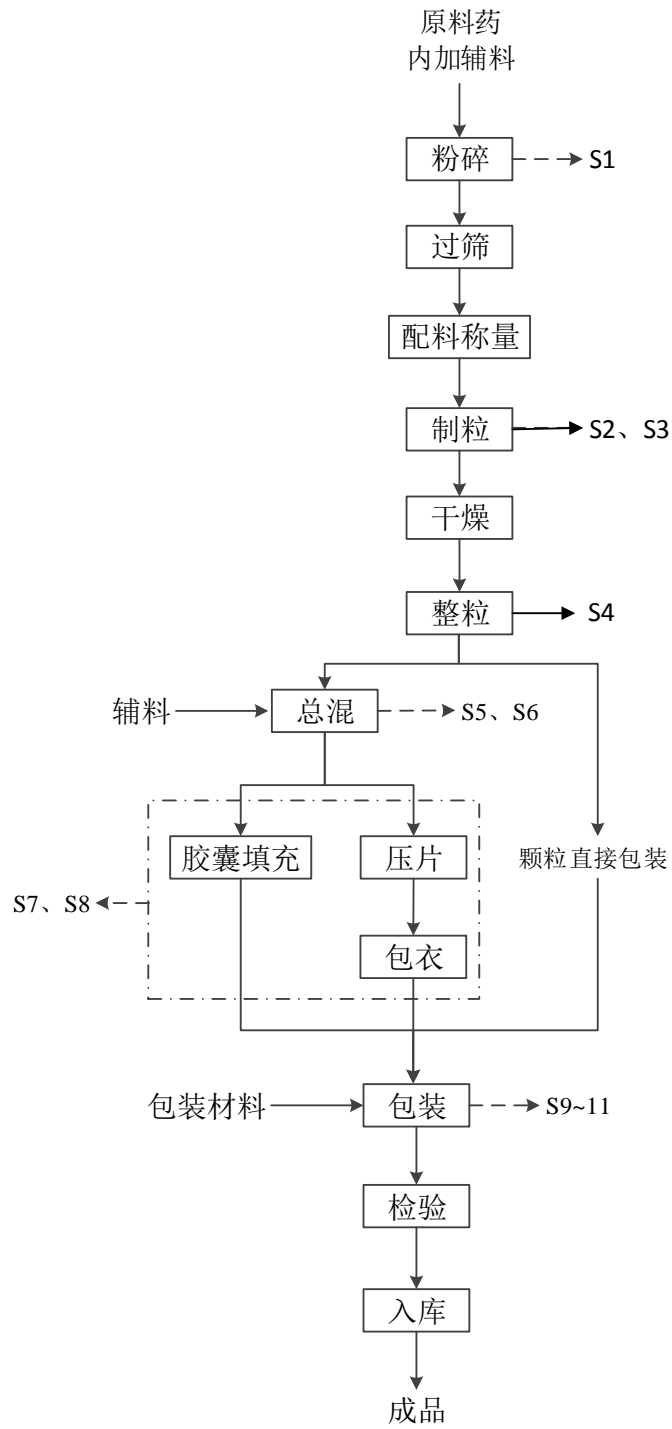 原料药
内加辅料
粉碎
S1
过筛
配料称量
制粒
S2、S3
干燥
整粒
S4
辅料
总混
S5、S6
胶囊填充
压片
颗粒直接包装
S7、S8
包衣
包装材料
包装
S9~11
检验
入库
成品